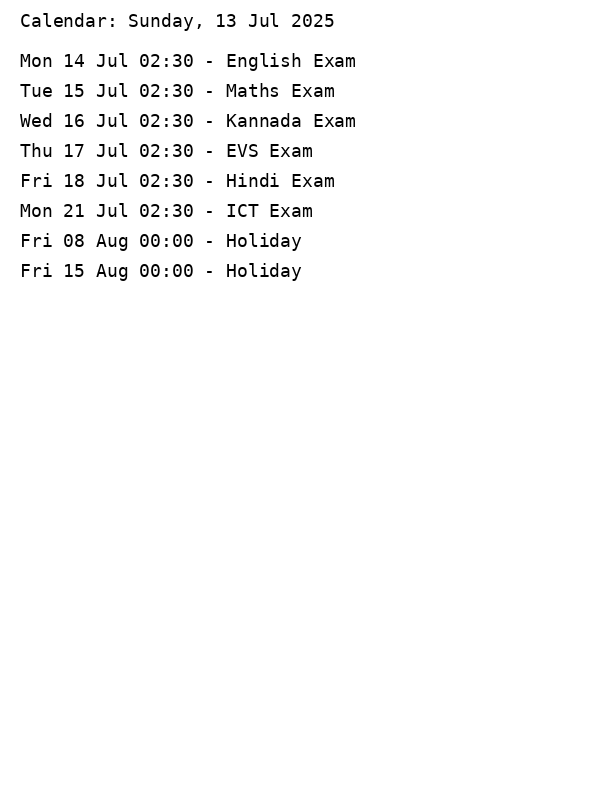 Calendar: Sunday, 13 Jul 2025
Mon 14 Jul 02:30 - English Exam
Tue 15 Jul 02:30 - Maths Exam
Wed 16 Jul 02:30 - Kannada Exam
Thu 17 Jul 02:30 - EVS Exam
Fri 18 Jul 02:30 - Hindi Exam
Mon 21 Jul 02:30 - ICT Exam
Fri 08 Aug 00:00 - Holiday
Fri 15 Aug 00:00 - Holiday